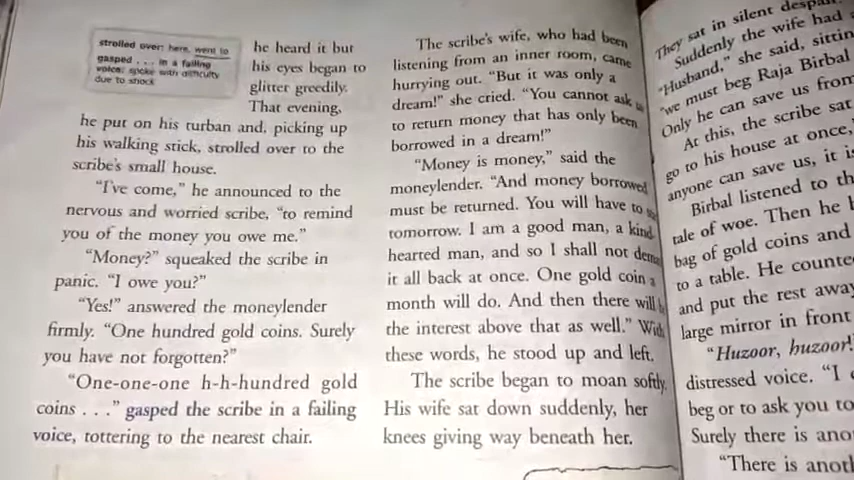 strolled over: here, went to
gasped . . . in a failing
voice: spoke with difficulty
due to shock
he heard it but
his eyes began to
glitter greedily.
That evening,
he put on his turban and, picking up
his walking stick, strolled over to the
scribe's small house.
"I've come," he announced to the
nervous and worried scribe, "to remind
you of the money you owe me."
"Money?" squeaked the scribe in
panic. "I owe you?"
"Yes!" answered the moneylender
firmly. "One hundred gold coins. Surely
you have not forgotten?"
"One-one-one h-h-hundred gold
coins . . ." gasped the scribe in a failing
voice, tottering to the nearest chair.
The scribe's wife, who had been
listening from an inner room, came
hurrying out. "But it was only a
dream!" she cried. "You cannot ask
to return money that has only been
borrowed in a dream!"
"Money is money," said the
moneylender. "And money borrowed
must be returned. You will have to
tomorrow. I am a good man, a kind-
hearted man, and so I shall not
it all back at once. One gold coin a
month will do. And then there will
the interest above that as well." With
these words, he stood up and left.
The scribe began to moan softly.
His wife sat down suddenly, her
knees giving way beneath her.
They sat in silent
Suddenly the wife had
"Husband," she said,
"we must beg Raja Birbal
Only he can save us from
At this, the scribe sat
go to his house at once,
anyone can save us, it is
Birbal listened to
tale of woe. Then he
bag of gold coins and
to a table. He
and put the rest
large mirror in front
"Huzoor, huzoor!
distressed voice. "I
beg or to ask you to
Surely there is
"There is